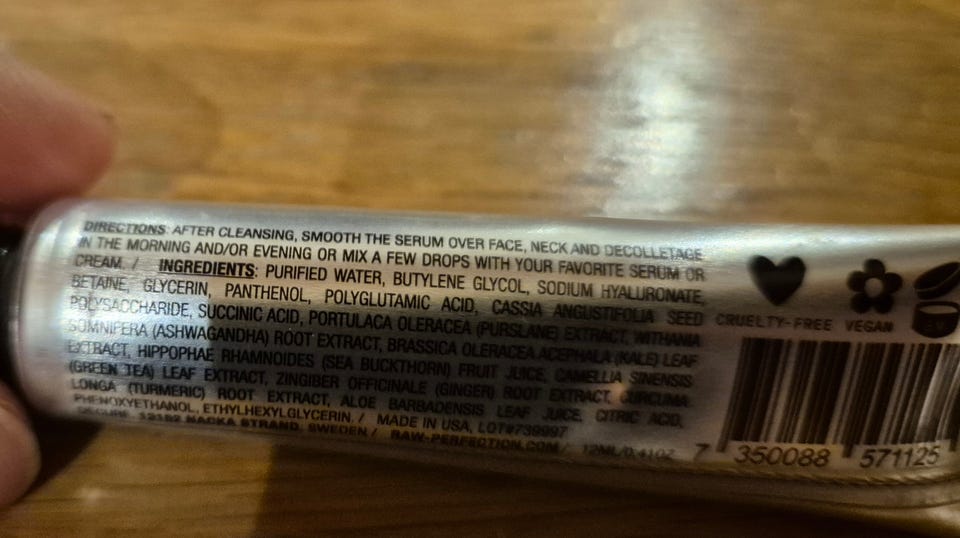 DIRECTIONS: AFTER CLEANSING, SMOOTH THE SERUM OVER FACE, NECK AND DECOLLETAGE
IN THE MORNING AND/OR EVENING OR MIX A FEW DROPS WITH YOUR FAVORITE SERUM OR
CREAM. / INGREDIENTS: PURIFIED WATER, BUTYLENE GLYCOL, SODIUM HYALURONATE,
BETAINE, GLYCERIN, PANTHENOL, POLYGLUTAMIC ACID, CASSIA ANGUSTIFOLIA SEED
POLYSACCHARIDE, SUCCINIC ACID, PORTULACA OLERACEA (PURSLANE) EXTRACT, WITHANIA
SOMNIFERA (ASHWAGANDHA) ROOT EXTRACT, BRASSICA OLERACEA ACEPHALA (KALE) LEAF
EXTRACT, HIPPOPHAE RHAMNOIDES (SEA BUCKTHORN) FRUIT JUICE, CAMELLIA SINENSIS
(GREEN TEA) LEAF EXTRACT, ZINGIBER OFFICINALE (GINGER) ROOT EXTRACT, CURCUMA
LONGA (TURMERIC) ROOT EXTRACT, ALOE BARBADENSIS LEAF JUICE, CITRIC ACID,
PHENOXYETHANOL, ETHYLHEXYLGLYCERIN. / MADE IN USA, LOT#739997
13152 NACKA STRAND, SWEDEN / RAW-PERFECTION.COM / 12ML/0.41OZ
CRUELTY-FREE VEGAN
7 350088 571125